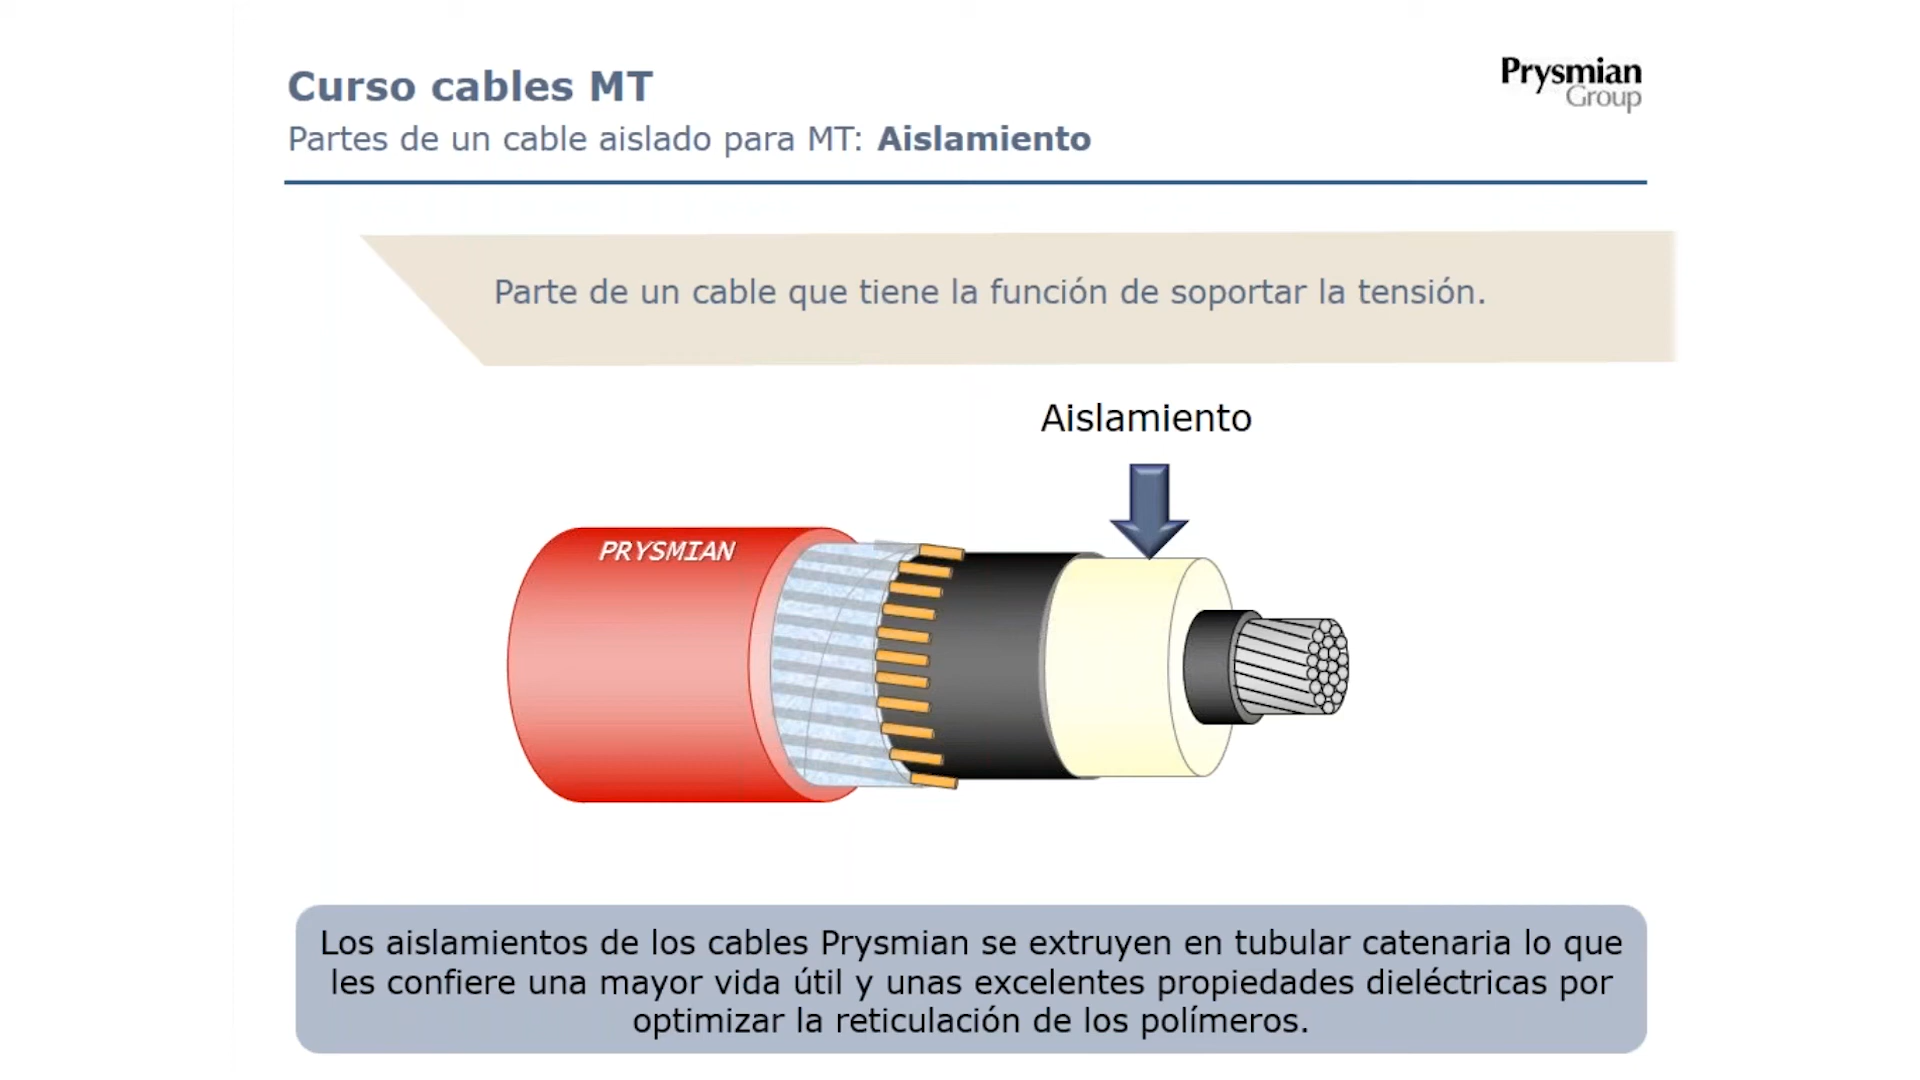 Curso cables MT
Prysmian
Group
Partes de un cable aislado para MT: Aislamiento
Parte de un cable que tiene la función de soportar la tensión.
Aislamiento
PRYSMIAN
Los aislamientos de los cables Prysmian se extruyen en tubular catenaria lo que
les confiere una mayor vida útil y unas excelentes propiedades dieléctricas por
optimizar la reticulación de los polímeros.